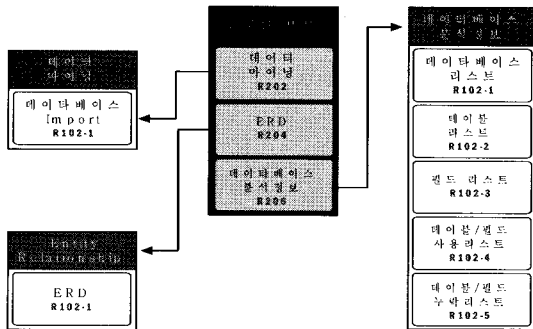 데이터
마이닝
데이타베이스
Import
R102-1
데이터
마이닝
R202
ERD
R204
데이타베이스
분석정보
R206
Entity
Relationship
ERD
R102-1
데이터베이스
분석정보
데이타베이스
리스트
R102-1
테이블
리스트
R102-2
필드 리스트
R102-3
테이블/필드
사용리스트
R102-4
테이블/필드
누락리스트
R102-5